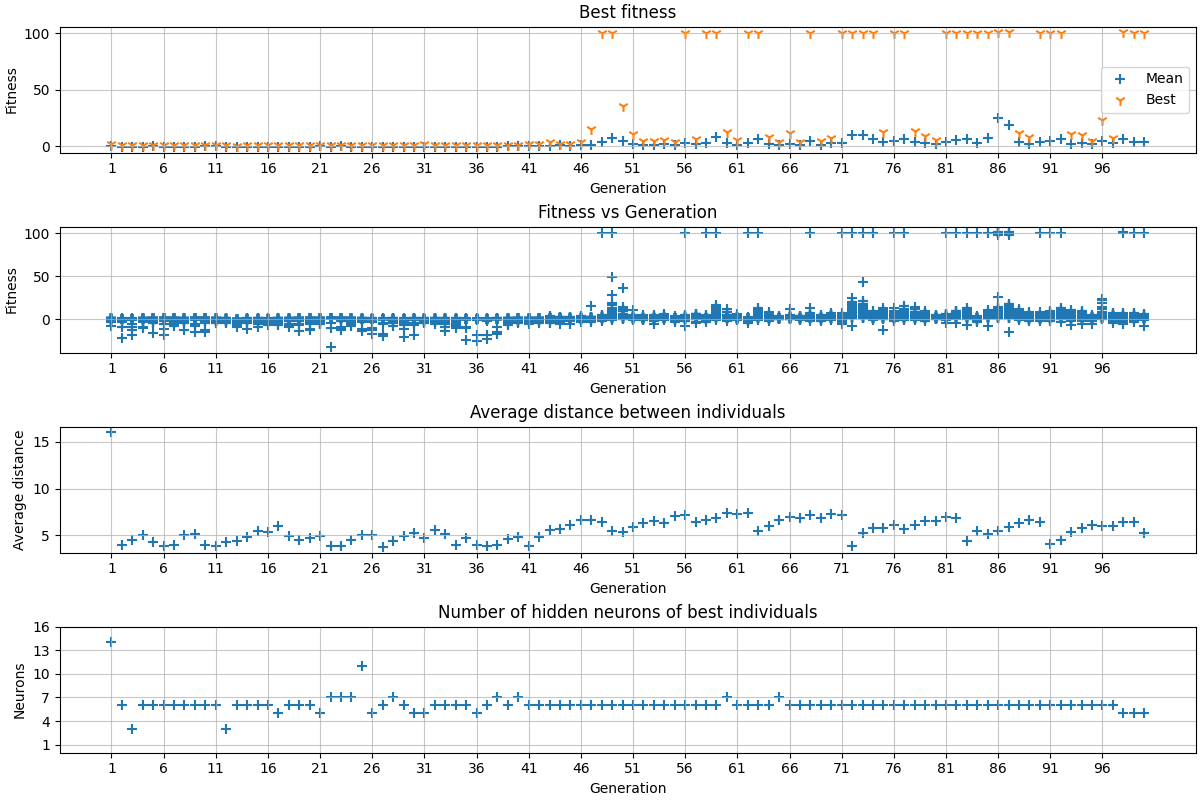 Best fitness
100
50
0
Fitness
Mean
Best
1 6 11 16 21 26 31 36 41 46 51 56 61 66 71 76 81 86 91 96
Generation
Fitness vs Generation
100
50
0
Fitness
1 6 11 16 21 26 31 36 41 46 51 56 61 66 71 76 81 86 91 96
Generation
Average distance between individuals
15
10
5
Average distance
1 6 11 16 21 26 31 36 41 46 51 56 61 66 71 76 81 86 91 96
Generation
Number of hidden neurons of best individuals
16
13
10
7
4
1
Neurons
1 6 11 16 21 26 31 36 41 46 51 56 61 66 71 76 81 86 91 96
Generation